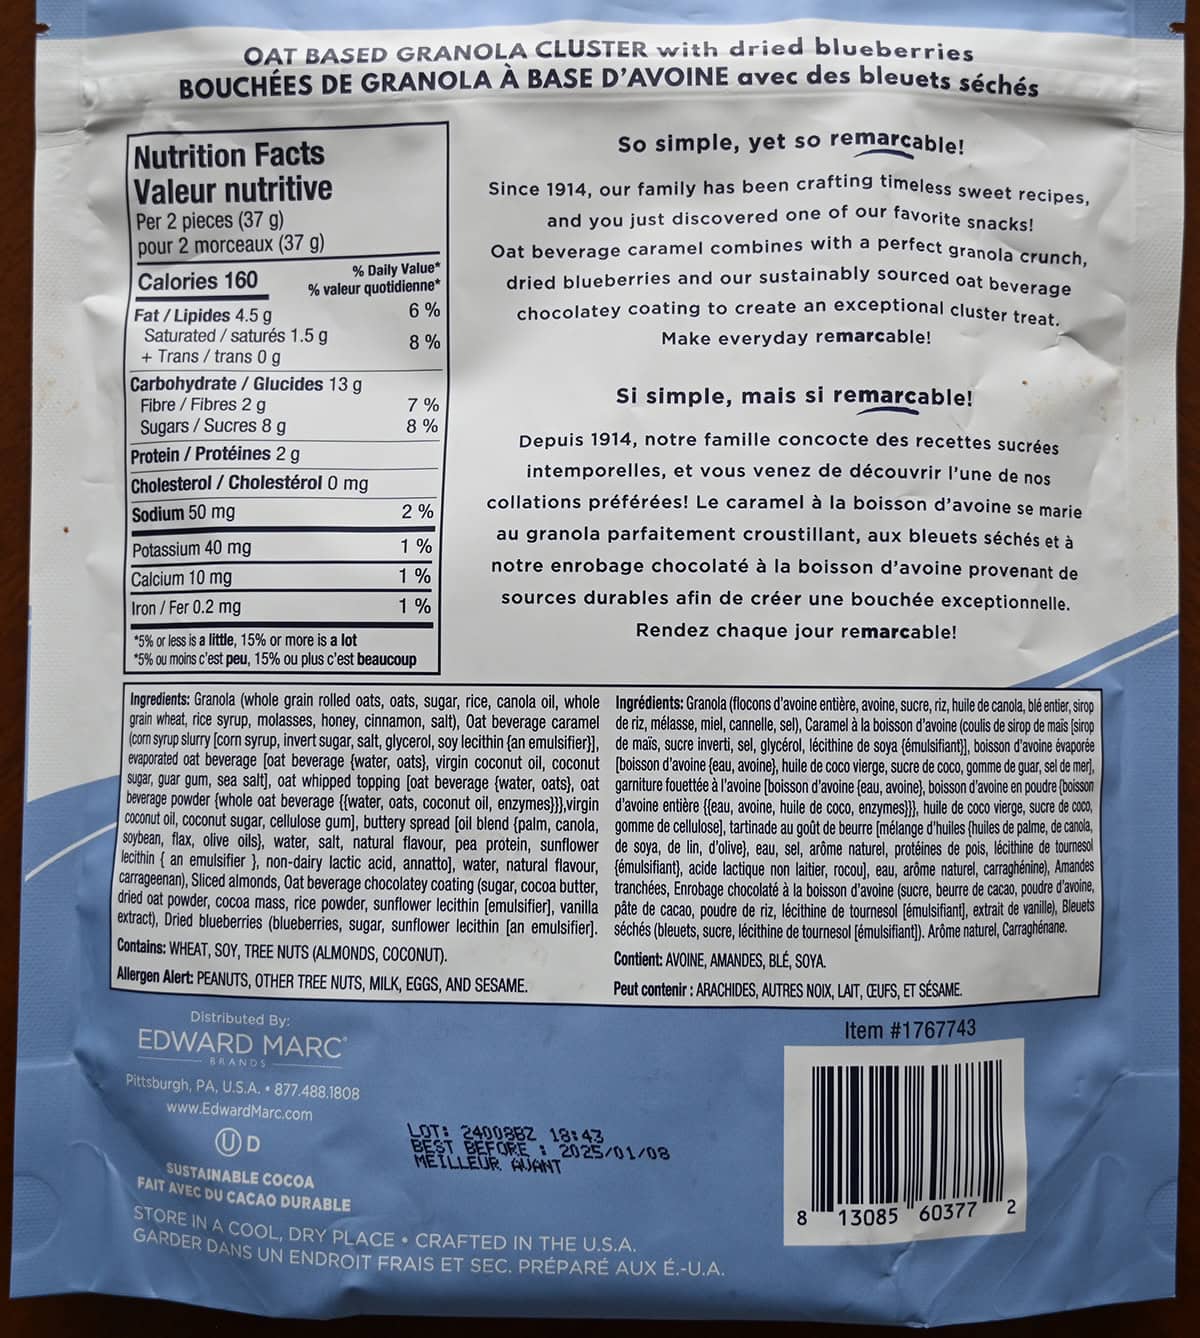 OAT BASED GRANOLA CLUSTER with dried blueberries
BOUCHÉES DE GRANOLA À BASE D'AVOINE avec des bleuets séchés
Nutrition Facts
Valeur nutritive
Per 2 pieces (37 g)
pour 2 morceaux (37 g)
Calories 160
% Daily Value*
% valeur quotidienne*
Fat / Lipides 4.5 g 6 %
Saturated / saturés 1.5 g
+ Trans / trans 0 g 8 %
Carbohydrate / Glucides 13 g
Fibre / Fibres 2 g 7 %
Sugars / Sucres 8 g 8 %
Protein / Protéines 2 g
Cholesterol / Cholestérol 0 mg
Sodium 50 mg 2 %
Potassium 40 mg 1 %
Calcium 10 mg 1 %
Iron / Fer 0.2 mg 1 %
*5% or less is a little, 15% or more is a lot
*5% ou moins c'est peu, 15% ou plus c'est beaucoup
So simple, yet so remarcable!
Since 1914, our family has been crafting timeless sweet recipes,
and you just discovered one of our favorite snacks!
Oat beverage caramel combines with a perfect granola crunch,
dried blueberries and our sustainably sourced oat beverage
chocolatey coating to create an exceptional cluster treat.
Make everyday remarcable!
Si simple, mais si remarcable!
Depuis 1914, notre famille concocte des recettes sucrées
intemporelles, et vous venez de découvrir l'une de nos
collations préférées! Le caramel à la boisson d'avoine se marie
au granola parfaitement croustillant, aux bleuets séchés et à
notre enrobage chocolaté à la boisson d'avoine provenant de
sources durables afin de créer une bouchée exceptionnelle.
Rendez chaque jour remarcable!
Ingredients: Granola (whole grain rolled oats, oats, sugar, rice, canola oil, whole
grain wheat, rice syrup, molasses, honey, cinnamon, salt), Oat beverage caramel
(corn syrup slurry [corn syrup, invert sugar, salt, glycerol, soy lecithin {an emulsifier}],
evaporated oat beverage [oat beverage {water, oats}, virgin coconut oil, coconut
sugar, guar gum, sea salt], oat whipped topping [oat beverage {water, oats}, oat
beverage powder {whole oat beverage {{water, oats, coconut oil, enzymes}}},virgin
coconut oil, coconut sugar, cellulose gum], buttery spread [oil blend {palm, canola,
soybean, flax, olive oils}, water, salt, natural flavour, pea protein, sunflower
lecithin { an emulsifier }, non-dairy lactic acid, annatto], water, natural flavour,
carrageenan), Sliced almonds, Oat beverage chocolatey coating (sugar, cocoa butter,
dried oat powder, cocoa mass, rice powder, sunflower lecithin [emulsifier], vanilla
extract), Dried blueberries (blueberries, sugar, sunflower lecithin [an emulsifier].
Contains: WHEAT, SOY, TREE NUTS (ALMONDS, COCONUT).
Allergen Alert: PEANUTS, OTHER TREE NUTS, MILK, EGGS, AND SESAME.
Ingrédients: Granola (flocons d'avoine entière, avoine, sucre, riz, huile de canola, blé entier, sirop
de riz, mélasse, miel, cannelle, sel), Caramel à la boisson d'avoine (coulis de sirop de maïs [sirop
de maïs, sucre inverti, sel, glycérol, lécithine de soya {émulsifiant}], boisson d'avoine évaporée
[boisson d'avoine {eau, avoine}, huile de coco vierge, sucre de coco, gomme de guar, sel de mer],
garniture fouettée à l'avoine [boisson d'avoine {eau, avoine}, boisson d'avoine en poudre {boisson
d'avoine entière {{eau, avoine, huile de coco, enzymes}}}, huile de coco vierge, sucre de coco,
gomme de cellulose], tartinade au goût de beurre [mélange d'huiles {huiles de palme, de canola,
de soya, de lin, d'olive}, eau, sel, arôme naturel, protéines de pois, lécithine de tournesol
{émulsifiant}, acide lactique non laitier, rocou], eau, arôme naturel, carraghénine), Amandes
tranchées, Enrobage chocolaté à la boisson d'avoine (sucre, beurre de cacao, poudre d'avoine,
pâte de cacao, poudre de riz, lécithine de tournesol [émulsifiant], extrait de vanille), Bleuets
séchés (bleuets, sucre, lécithine de tournesol [émulsifiant]). Arôme naturel, Carraghénane.
Contient: AVOINE, AMANDES, BLÉ, SOYA.
Peut contenir : ARACHIDES, AUTRES NOIX, LAIT, ŒUFS, ET SÉSAME.
Distributed By:
EDWARD MARC
BRANDS
Pittsburgh, PA, U.S.A. • 877.488.1808
www.EdwardMarc.com
U D
SUSTAINABLE COCOA
FAIT AVEC DU CACAO DURABLE
STORE IN A COOL, DRY PLACE • CRAFTED IN THE U.S.A.
GARDER DANS UN ENDROIT FRAIS ET SEC. PRÉPARÉ AUX É.-U.A.
LOT: 24008BZ 18:43
BEST BEFORE : 2025/01/08
MEILLEUR AVANT
Item #1767743
8 13085 60377 2